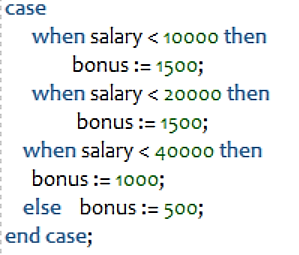 case
when salary < 10000 then
bonus := 1500;
when salary < 20000 then
bonus := 1500;
when salary < 40000 then
bonus := 1000;
else bonus := 500;
end case;